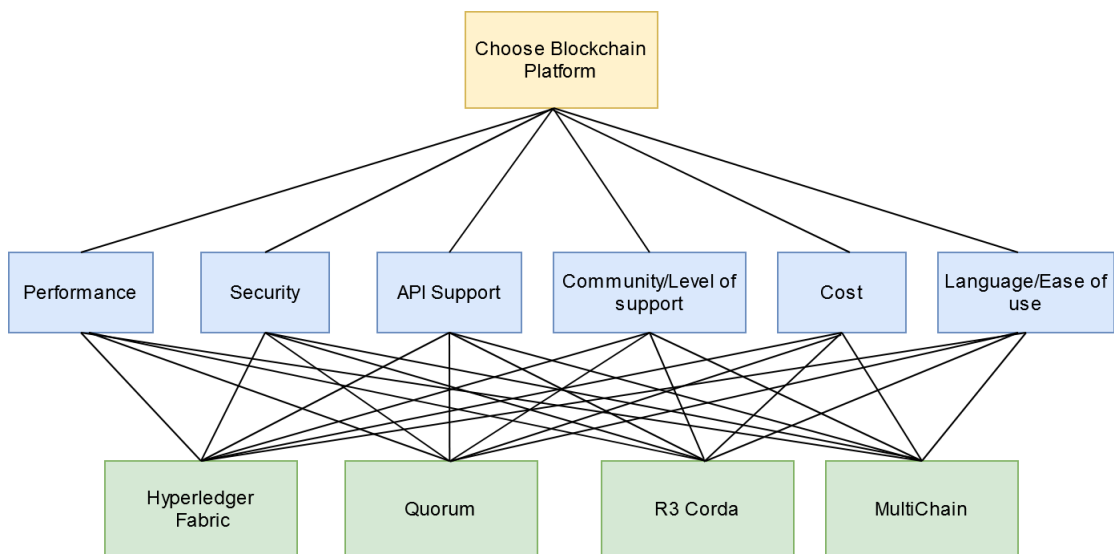 Choose Blockchain
Platform
Performance
Security
API Support
Community/Level of
support
Cost
Language/Ease of
use
Hyperledger
Fabric
Quorum
R3 Corda
MultiChain